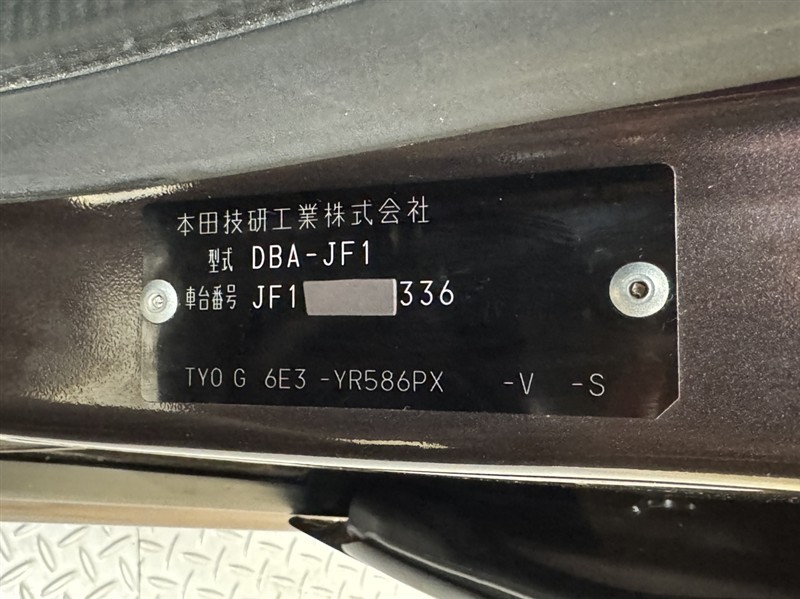 本田技研工業株式会社
型式 DBA-JF1
車台番号 JF1 336
TYO G 6E3 -YR586PX -V -S